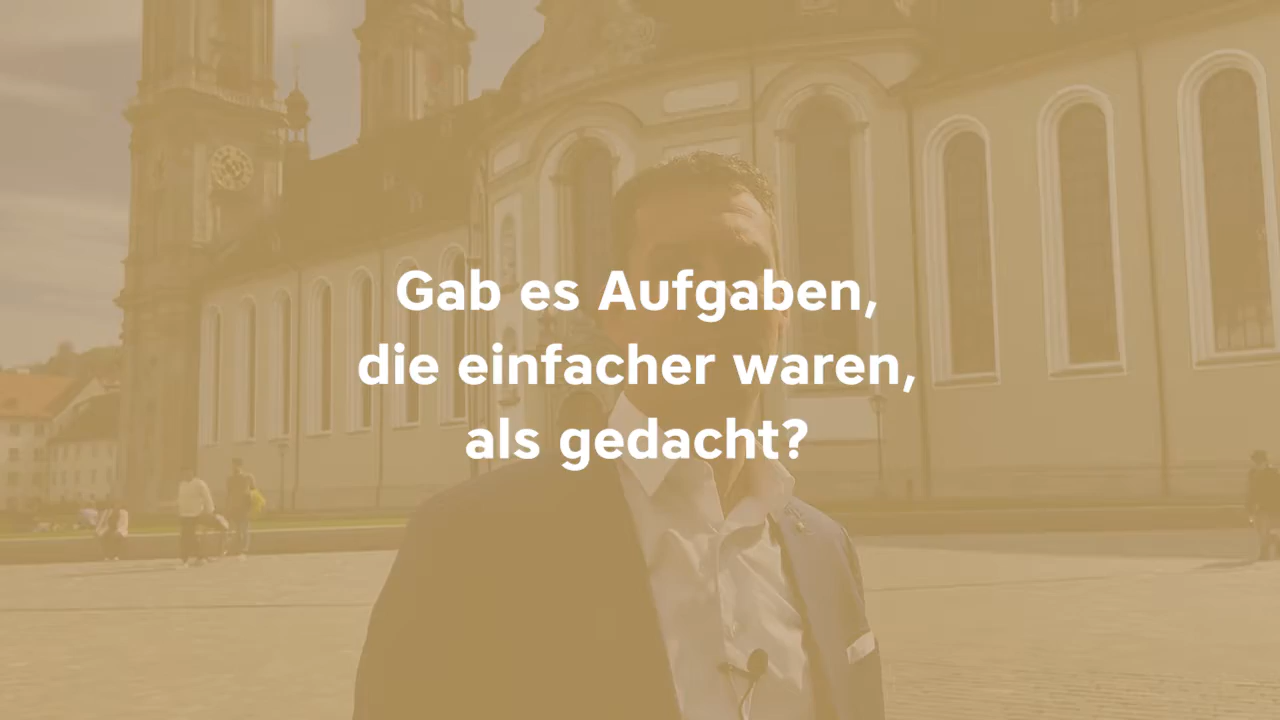 Gab es Aufgaben,
die einfacher waren,
als gedacht?